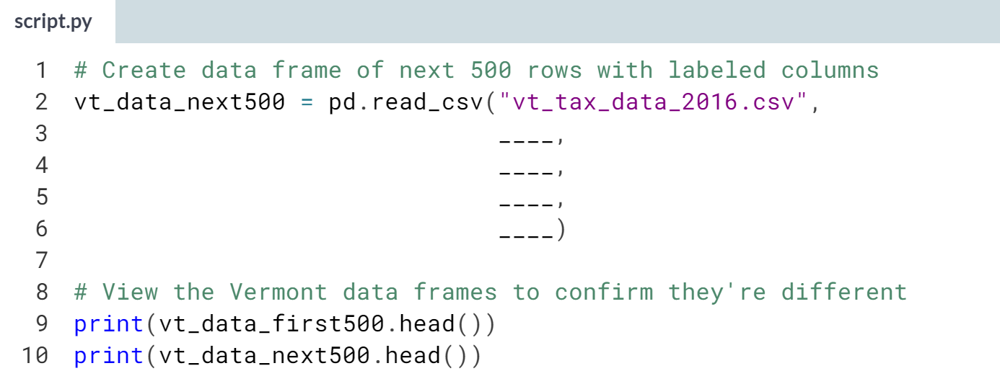 script.py
1 # Create data frame of next 500 rows with labeled columns
2 vt_data_next500 = pd.read_csv("vt_tax_data_2016.csv",
3 ____,
4 ____,
5 ____,
6 ____)
7
8 # View the Vermont data frames to confirm they're different
9 print(vt_data_first500.head())
10 print(vt_data_next500.head())